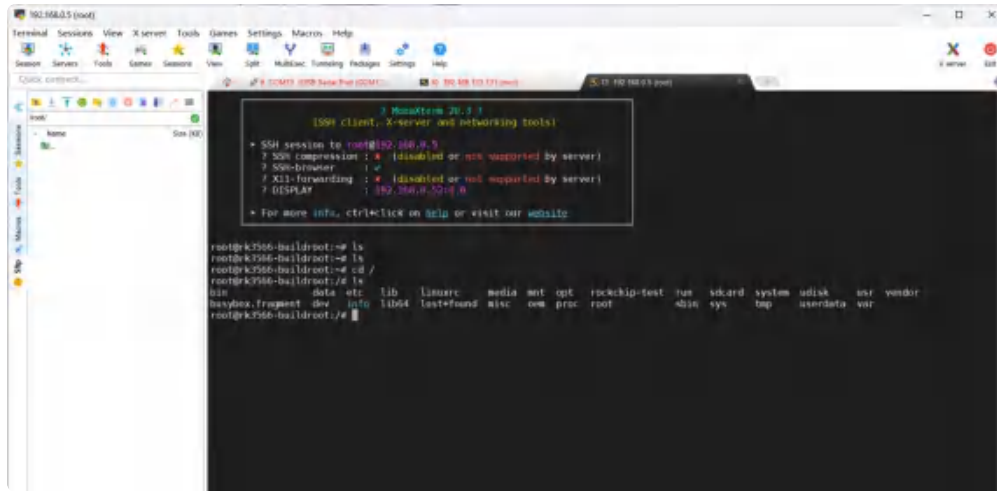 192.168.0.5 (root)
Terminal Sessions View X server Tools Games Settings Macros Help
Session Servers Tools Games Sessions View Split MultiExec Tunneling Packages Settings Help X server Exit
Quick connect...
/root/
Name Size (KB)
..
Sessions
Tools
Macros
Sftp
? MobaXterm 20.3 ?
(SSH client, X-server and networking tools)
► SSH session to root@192.168.0.5
? SSH compression : ✘ (disabled or not supported by server)
? SSH-browser : ✔
? X11-forwarding : ✘ (disabled or not supported by server)
? DISPLAY : 192.168.0.52:0.0
► For more info, ctrl+click on help or visit our website
root@rk3566-buildroot:~# ls
root@rk3566-buildroot:~# ls
root@rk3566-buildroot:~# cd /
root@rk3566-buildroot:/# ls
bin data etc lib linuxrc media mnt opt rockchip-test run sdcard system udisk usr vendor
busybox.fragment dev info lib64 lost+found misc oem proc root sbin sys tmp userdata var
root@rk3566-buildroot:/#